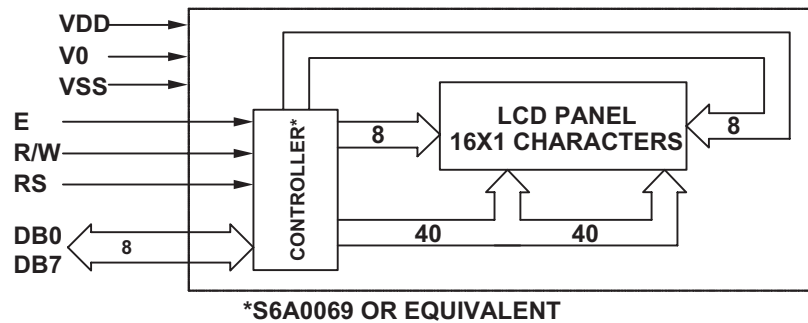 VDD
V0
VSS
E
R/W
RS
DB0
DB7
8
CONTROLLER*
8
LCD PANEL
16X1 CHARACTERS
8
40
40
*S6A0069 OR EQUIVALENT